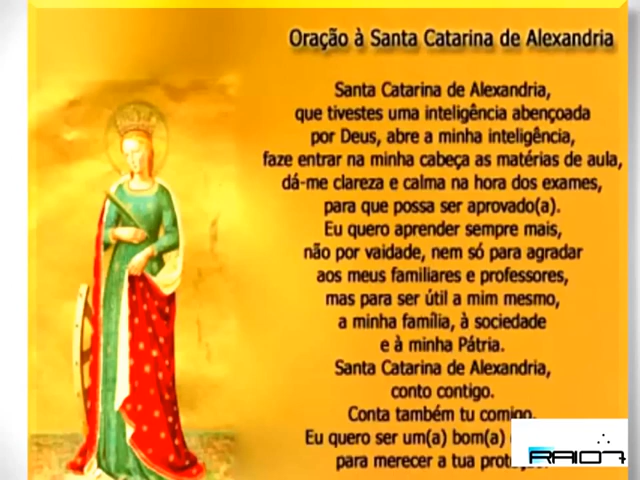 Oração à Santa Catarina de Alexandria
Santa Catarina de Alexandria,
que tivestes uma inteligência abençoada
por Deus, abre a minha inteligência,
faze entrar na minha cabeça as matérias de aula,
dá-me clareza e calma na hora dos exames,
para que possa ser aprovado(a).
Eu quero aprender sempre mais,
não por vaidade, nem só para agradar
aos meus familiares e professores,
mas para ser útil a mim mesmo,
a minha família, à sociedade
e à minha Pátria.
Santa Catarina de Alexandria,
conto contigo.
Conta também tu comigo.
Eu quero ser um(a) bom(a)
para merecer a tua
RAIO7